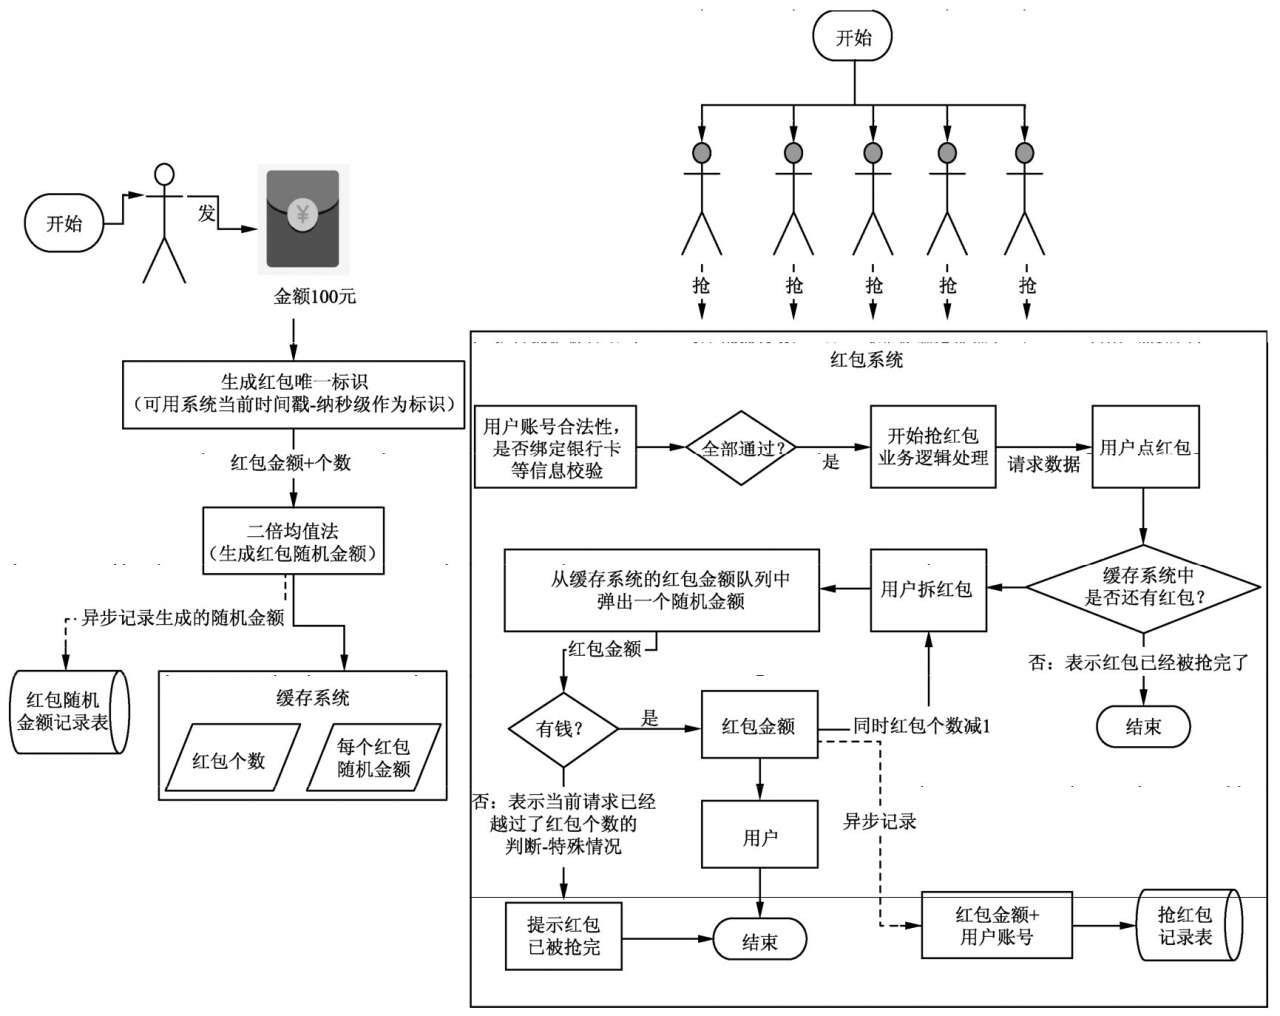 开始
抢
抢
抢
抢
抢
开始
发
¥
金额100元
生成红包唯一标识
(可用系统当前时间戳-纳秒级作为标识)
红包金额+个数
二倍均值法
(生成红包随机金额)
异步记录生成的随机金额
红包随机
金额记录表
缓存系统
红包个数
每个红包
随机金额
红包系统
用户账号合法性,
是否绑定银行卡
等信息校验
全部通过?
是
开始抢红包
业务逻辑处理
请求数据
用户点红包
缓存系统中
是否还有红包?
否：表示红包已经被抢完了
结束
用户拆红包
从缓存系统的红包金额队列中
弹出一个随机金额
红包金额
有钱?
是
红包金额
同时红包个数减1
否：表示当前请求已经
越过了红包个数的
判断-特殊情况
用户
异步记录
提示红包
已被抢完
结束
红包金额+
用户账号
抢红包
记录表